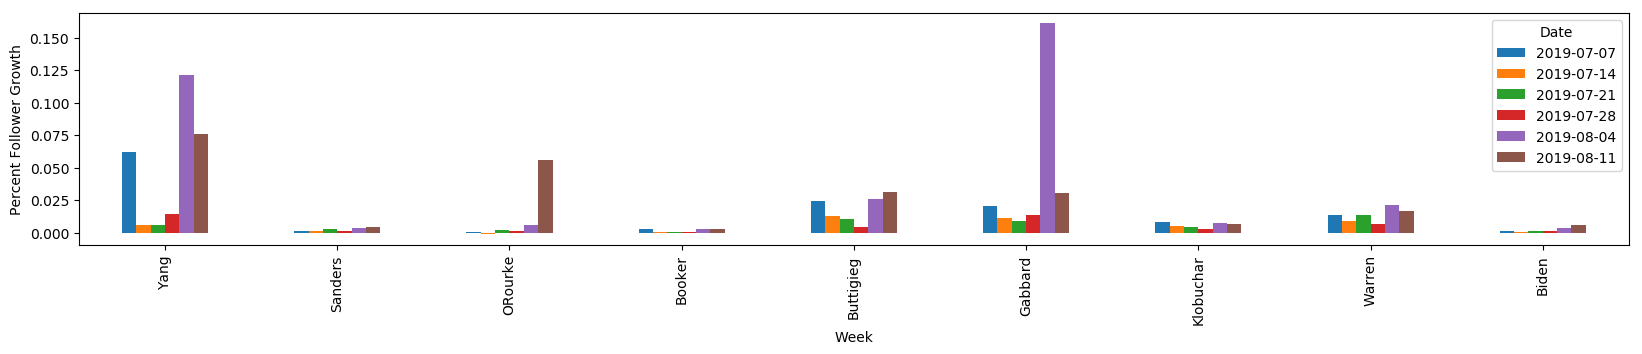 Percent Follower Growth
0.150
0.125
0.100
0.075
0.050
0.025
0.000
Date
2019-07-07
2019-07-14
2019-07-21
2019-07-28
2019-08-04
2019-08-11
Yang
Sanders
ORourke
Booker
Buttigieg
Gabbard
Klobuchar
Warren
Biden
Week